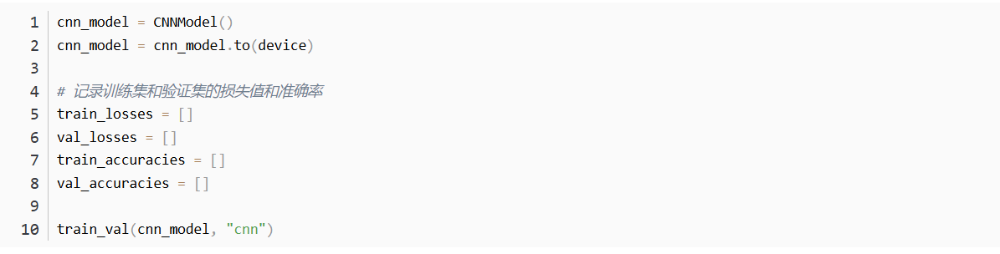 1 cnn_model = CNNModel()
2 cnn_model = cnn_model.to(device)
3
4 # 记录训练集和验证集的损失值和准确率
5 train_losses = []
6 val_losses = []
7 train_accuracies = []
8 val_accuracies = []
9
10 train_val(cnn_model, "cnn")